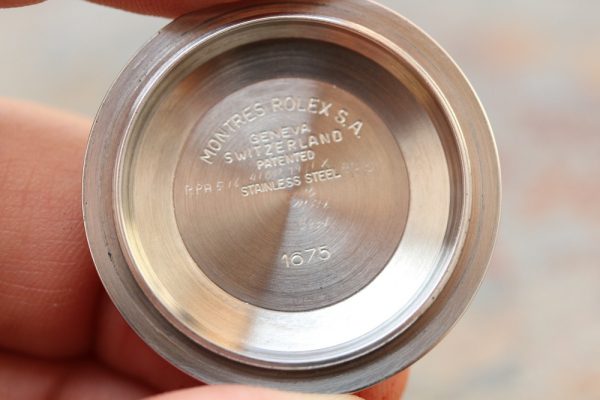 MONTRES ROLEX S.A.
GENEVA
SWITZERLAND
PATENTED
STAINLESS STEEL
1675